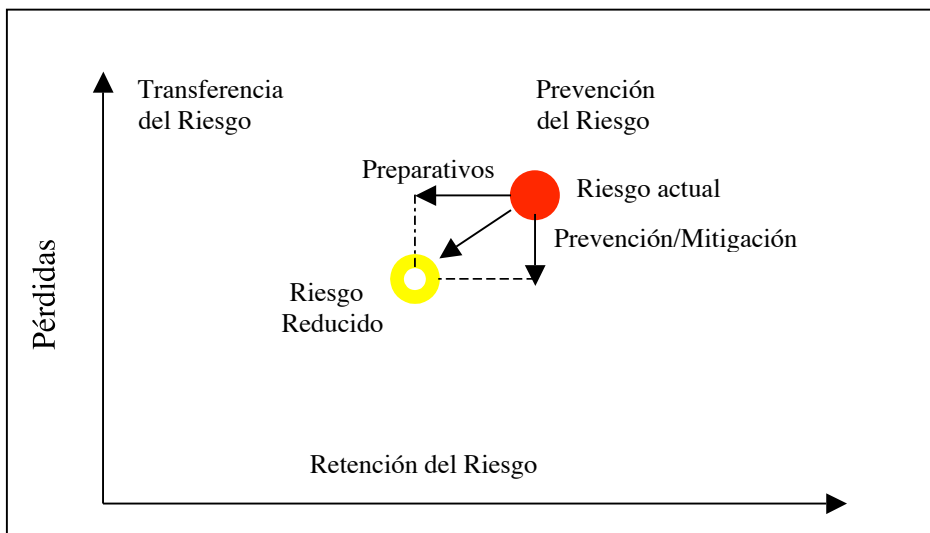 Transferencia
del Riesgo
Prevención
del Riesgo
Preparativos
Riesgo actual
Prevención/Mitigación
Riesgo
Reducido
Pérdidas
Retención del Riesgo